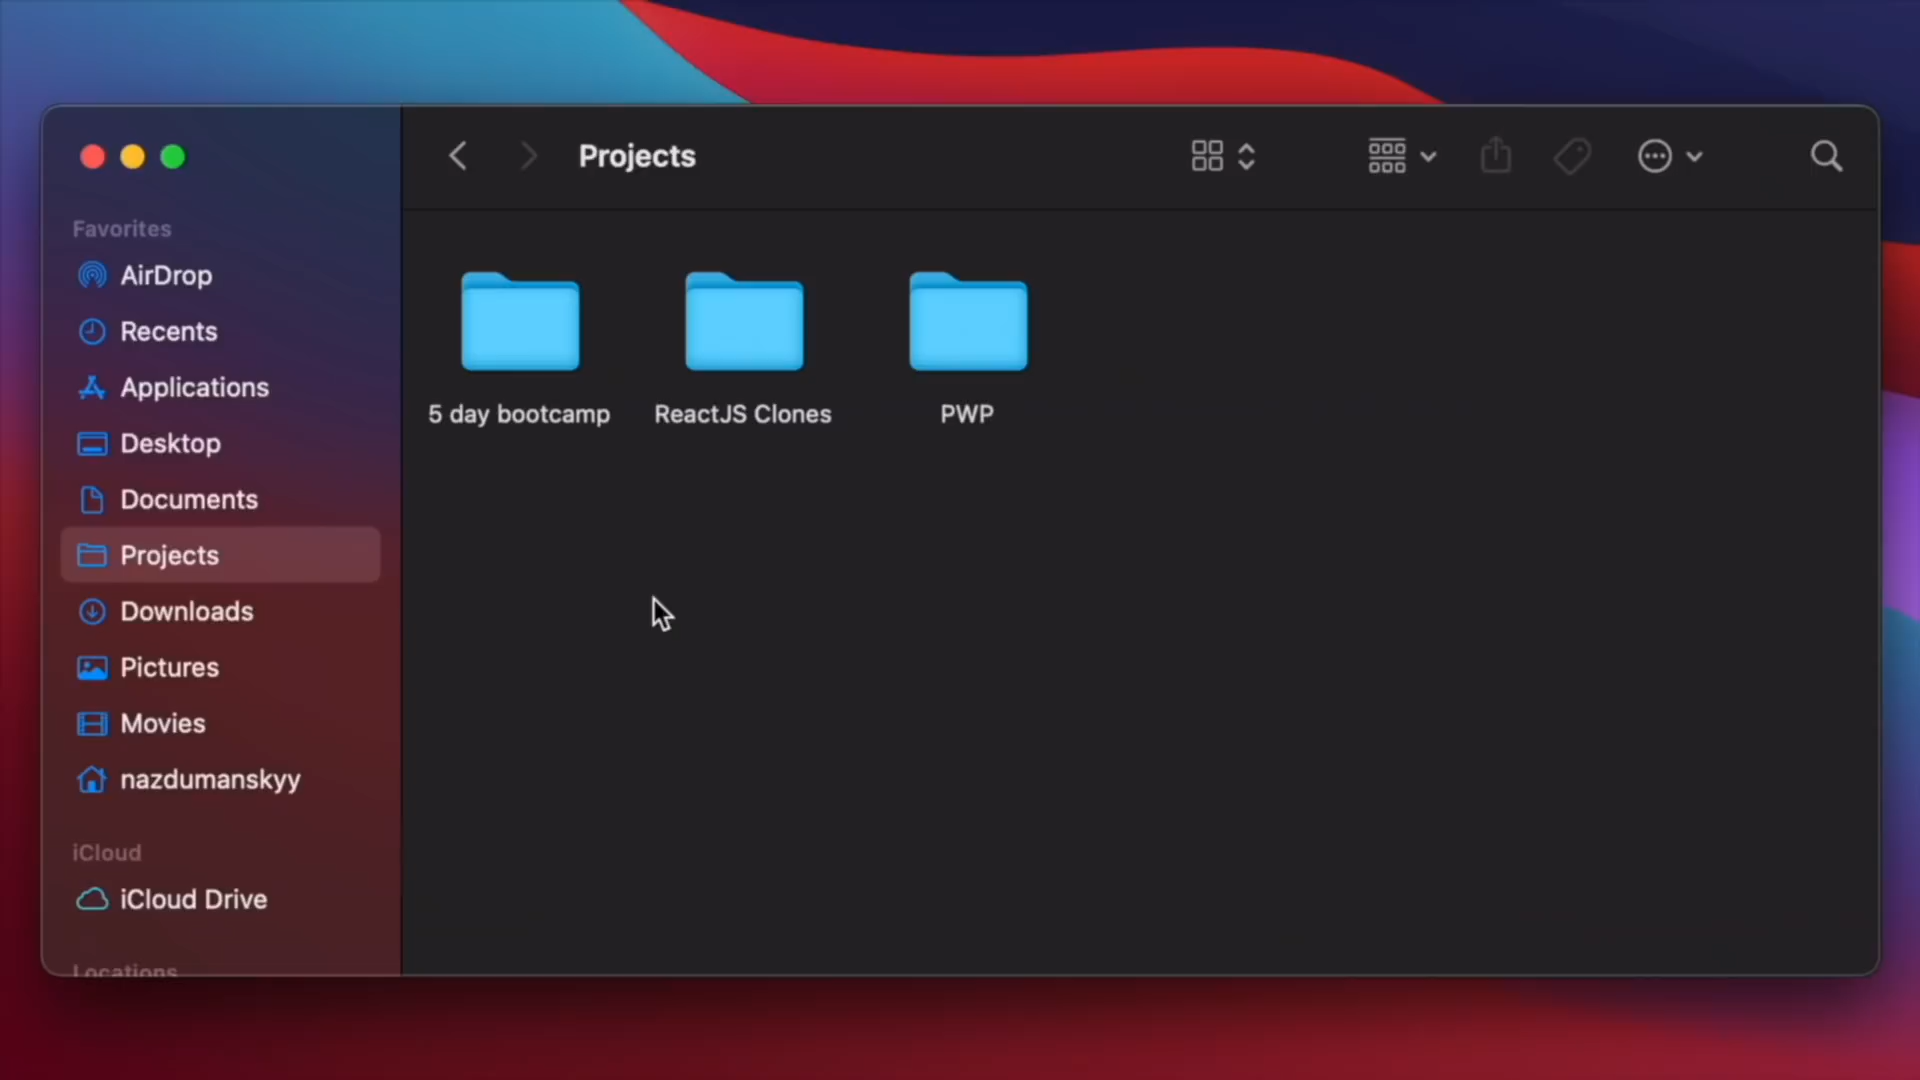 Projects
Favorites
AirDrop
Recents
Applications
Desktop
Documents
Projects
Downloads
Pictures
Movies
nazdumanskyy
iCloud
iCloud Drive
Locations
5 day bootcamp
ReactJS Clones
PWP